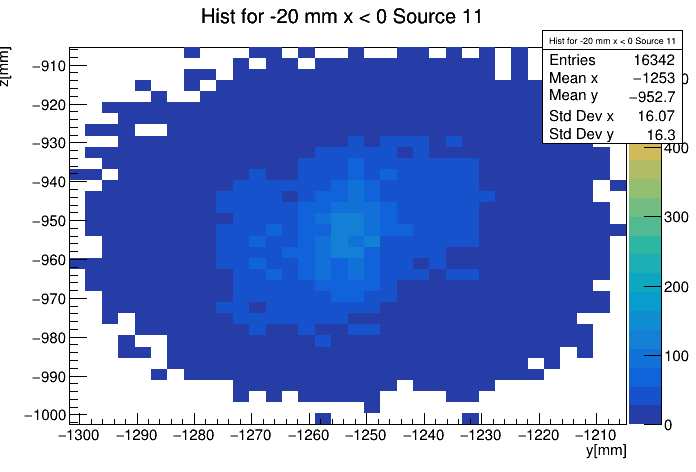 Hist for -20 mm x < 0 Source 11
Hist for -20 mm x < 0 Source 11
Entries 16342
Mean x −1253
Mean y −952.7
Std Dev x 16.07
Std Dev y 16.3
z[mm]
−910
−920
−930
−940
−950
−960
−970
−980
−990
−1000
−1300 −1290 −1280 −1270 −1260 −1250 −1240 −1230 −1220 −1210
y[mm]
400
300
200
100
0